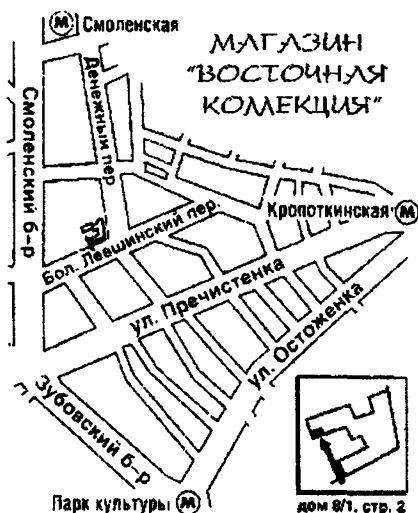 М Смоленская
МАГАЗИН
"ВОСТОЧНАЯ
КОЛЛЕКЦИЯ"
Денежный пер
Смоленский б-р
Кропоткинская М
Бол. Левшинский пер.
ул. Пречистенка
ул. Остоженка
Зубовский б-р
Парк культуры М
дом 8/1, стр. 2